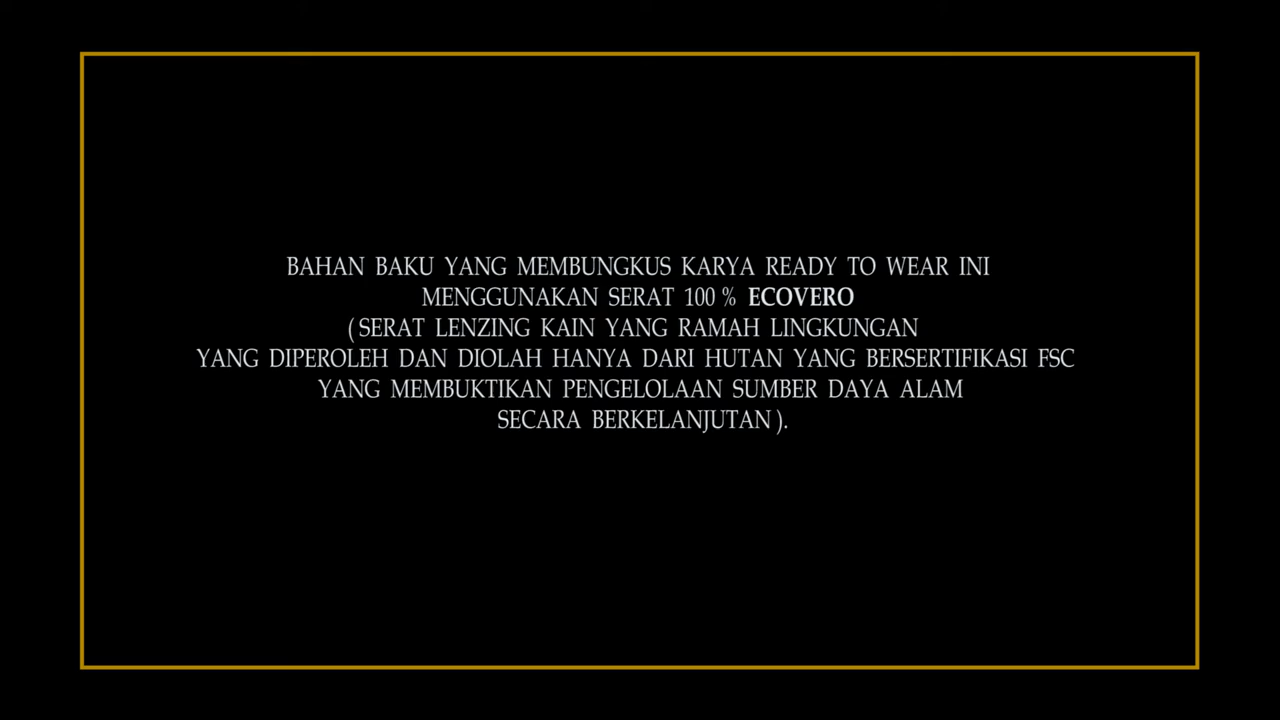 BAHAN BAKU YANG MEMBUNGKUS KARYA READY TO WEAR INI
MENGGUNAKAN SERAT 100 % ECOVERO
( SERAT LENZING KAIN YANG RAMAH LINGKUNGAN
YANG DIPEROLEH DAN DIOLAH HANYA DARI HUTAN YANG BERSERTIFIKASI FSC
YANG MEMBUKTIKAN PENGELOLAAN SUMBER DAYA ALAM
SECARA BERKELANJUTAN ).